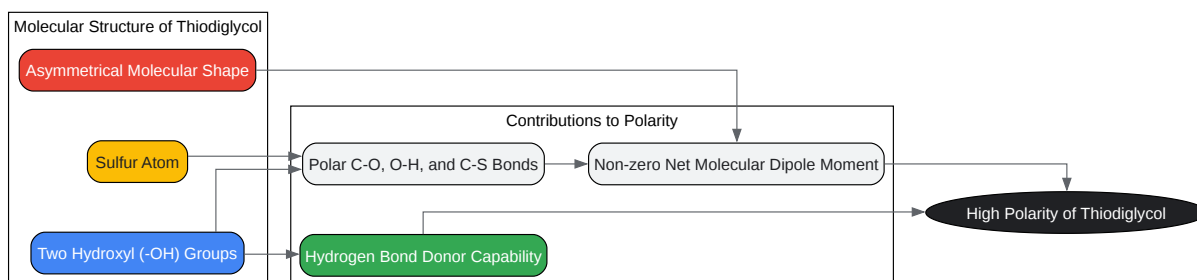 Molecular Structure of Thiodiglycol
Asymmetrical Molecular Shape
Contributions to Polarity
Sulfur Atom
Polar C-O, O-H, and C-S Bonds
Non-zero Net Molecular Dipole Moment
High Polarity of Thiodiglycol
Two Hydroxyl (-OH) Groups
Hydrogen Bond Donor Capability